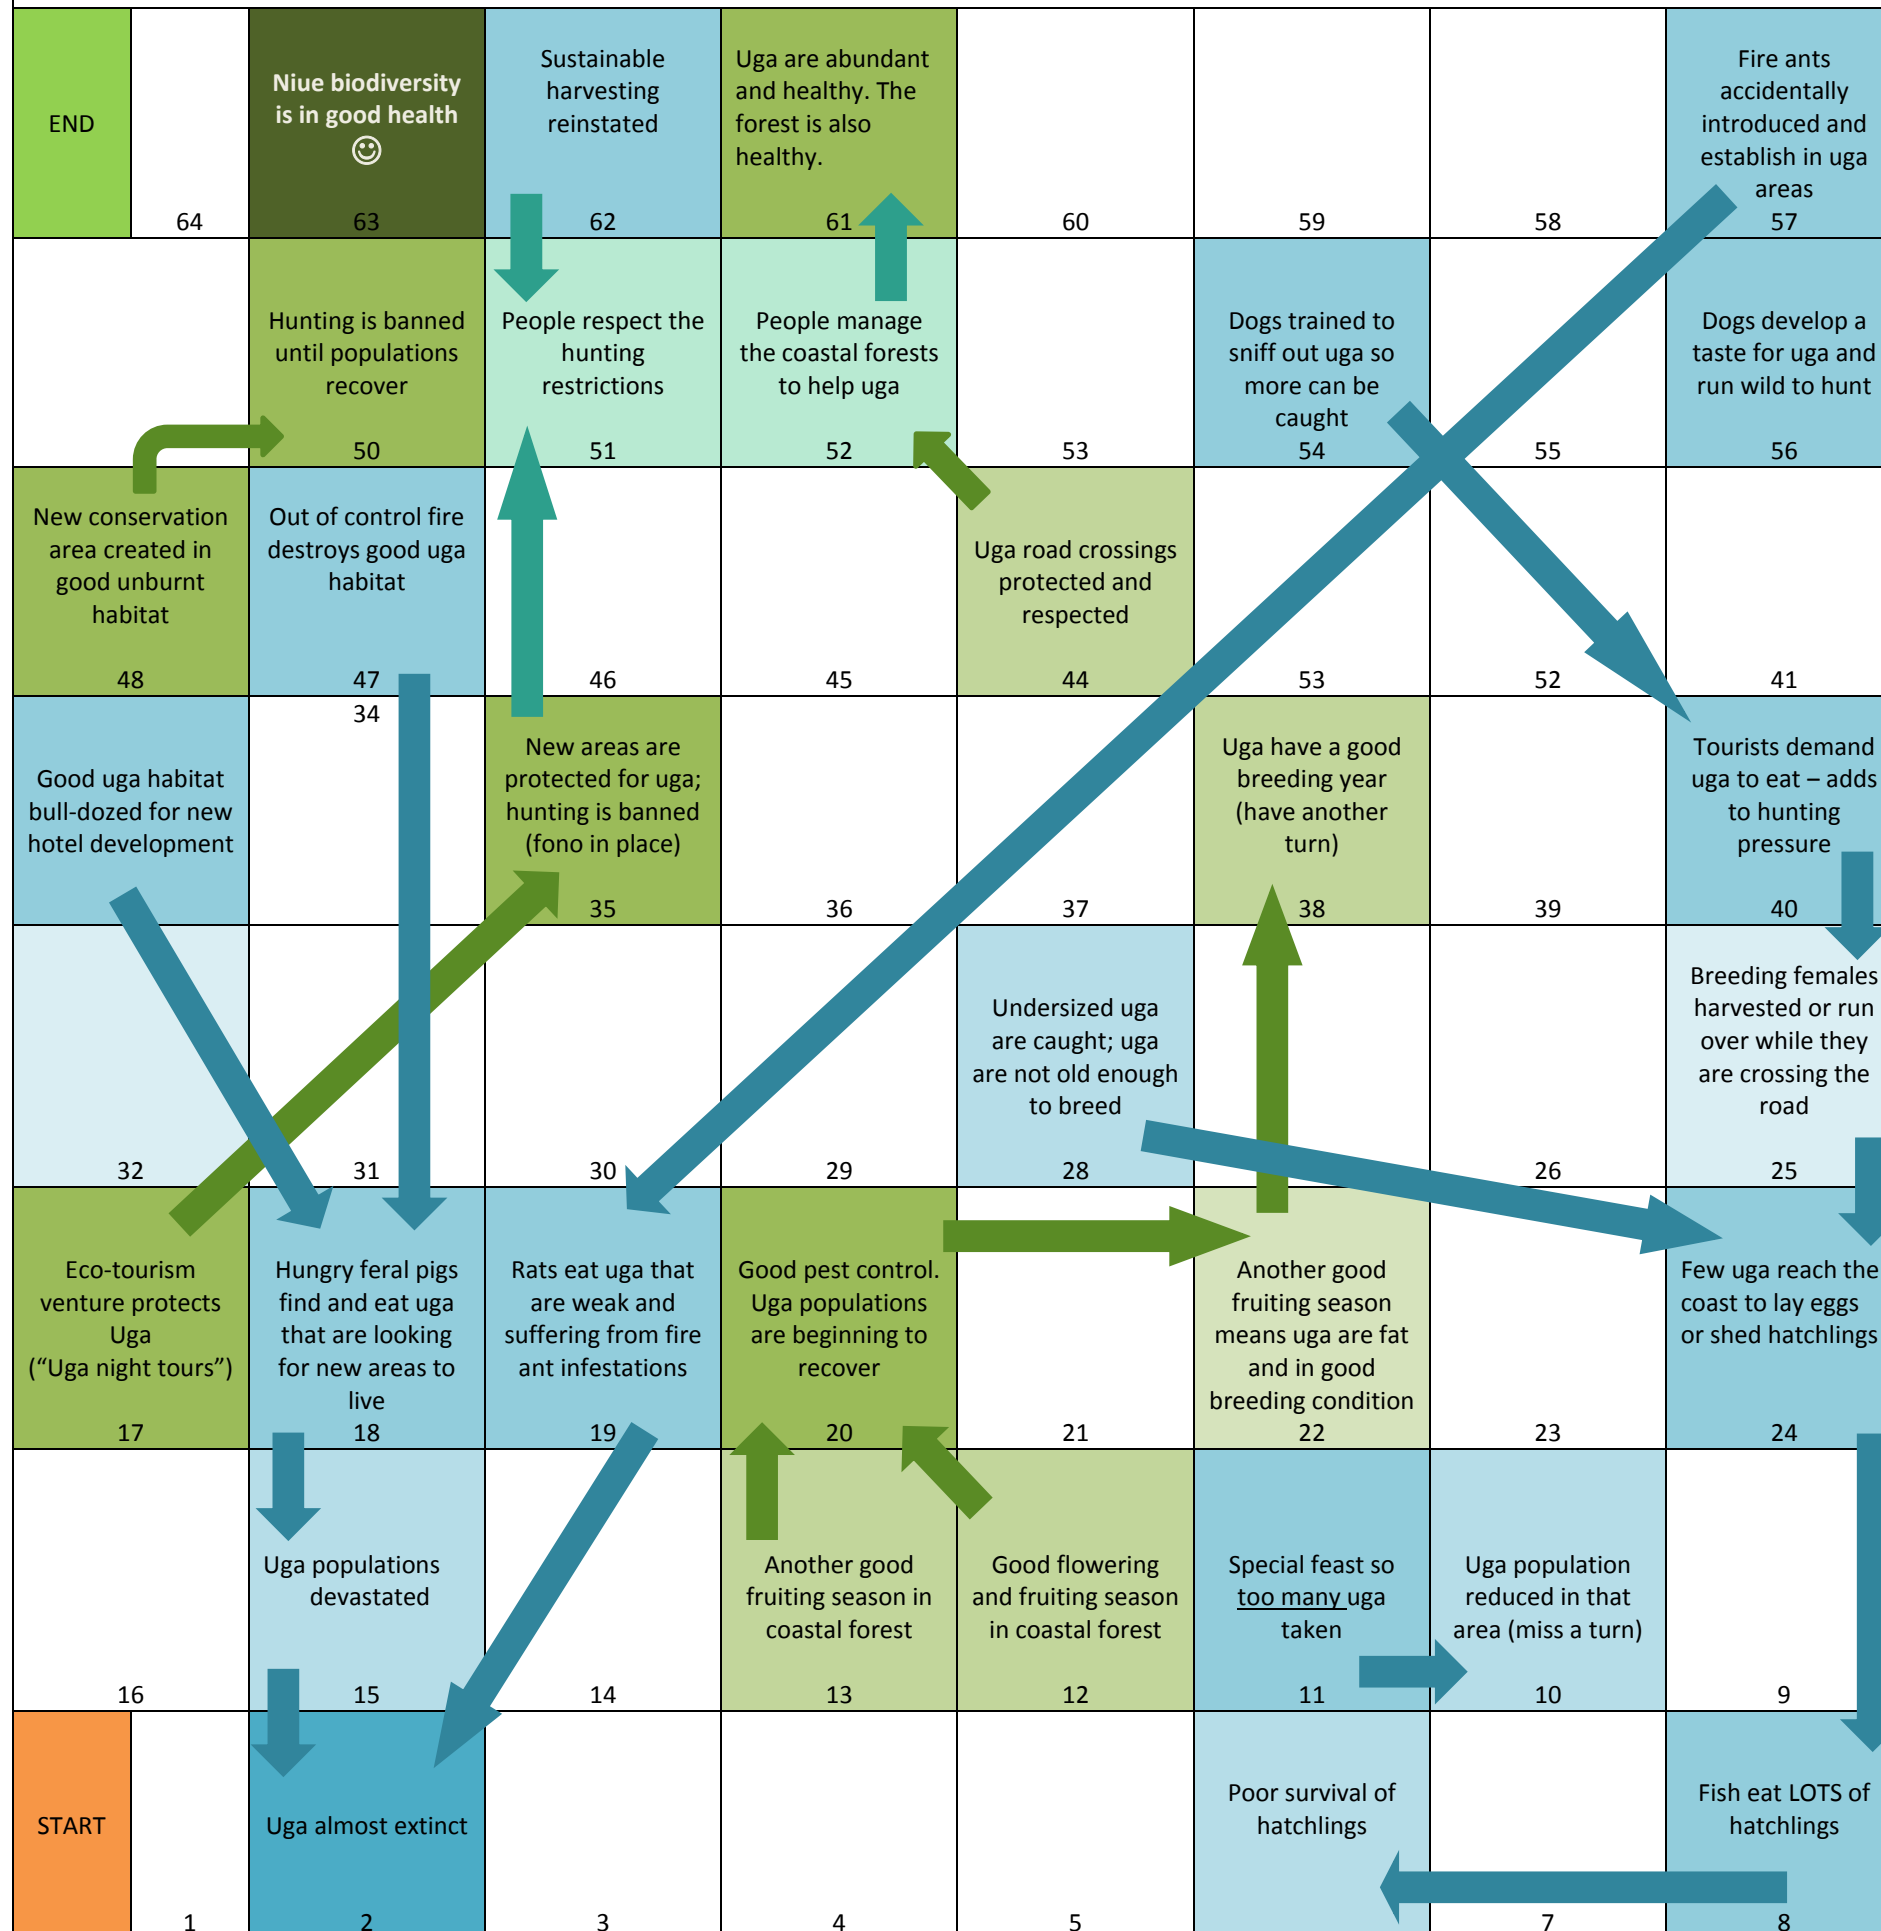 END
64
Niue biodiversity
is in good health
☺
63
Sustainable
harvesting
reinstated
62
Uga are abundant
and healthy. The
forest is also
healthy.
61
60
59
58
Fire ants
accidentally
introduced and
establish in uga
areas
57
Hunting is banned
until populations
recover
50
People respect the
hunting
restrictions
51
People manage
the coastal forests
to help uga
52
53
Dogs trained to
sniff out uga so
more can be
caught
54
55
Dogs develop a
taste for uga and
run wild to hunt
56
New conservation
area created in
good unburnt
habitat
48
Out of control fire
destroys good uga
habitat
47
46
45
Uga road crossings
protected and
respected
44
53
52
41
Good uga habitat
bull-dozed for new
hotel development
34
New areas are
protected for uga;
hunting is banned
(fono in place)
35
36
37
Uga have a good
breeding year
(have another
turn)
38
39
Tourists demand
uga to eat – adds
to hunting
pressure
40
32
31
30
29
Undersized uga
are caught; uga
are not old enough
to breed
28
26
Breeding females
harvested or run
over while they
are crossing the
road
25
Eco-tourism
venture protects
Uga
(“Uga night tours”)
17
Hungry feral pigs
find and eat uga
that are looking
for new areas to
live
18
Rats eat uga that
are weak and
suffering from fire
ant infestations
19
Good pest control.
Uga populations
are beginning to
recover
20
21
Another good
fruiting season
means uga are fat
and in good
breeding condition
22
23
Few uga reach the
coast to lay eggs
or shed hatchlings
24
16
Uga populations
devastated
15
14
Another good
fruiting season in
coastal forest
13
Good flowering
and fruiting season
in coastal forest
12
Special feast so
too many uga
taken
11
Uga population
reduced in that
area (miss a turn)
10
9
START
1
Uga almost extinct
2
3
4
5
Poor survival of
hatchlings
7
Fish eat LOTS of
hatchlings
8